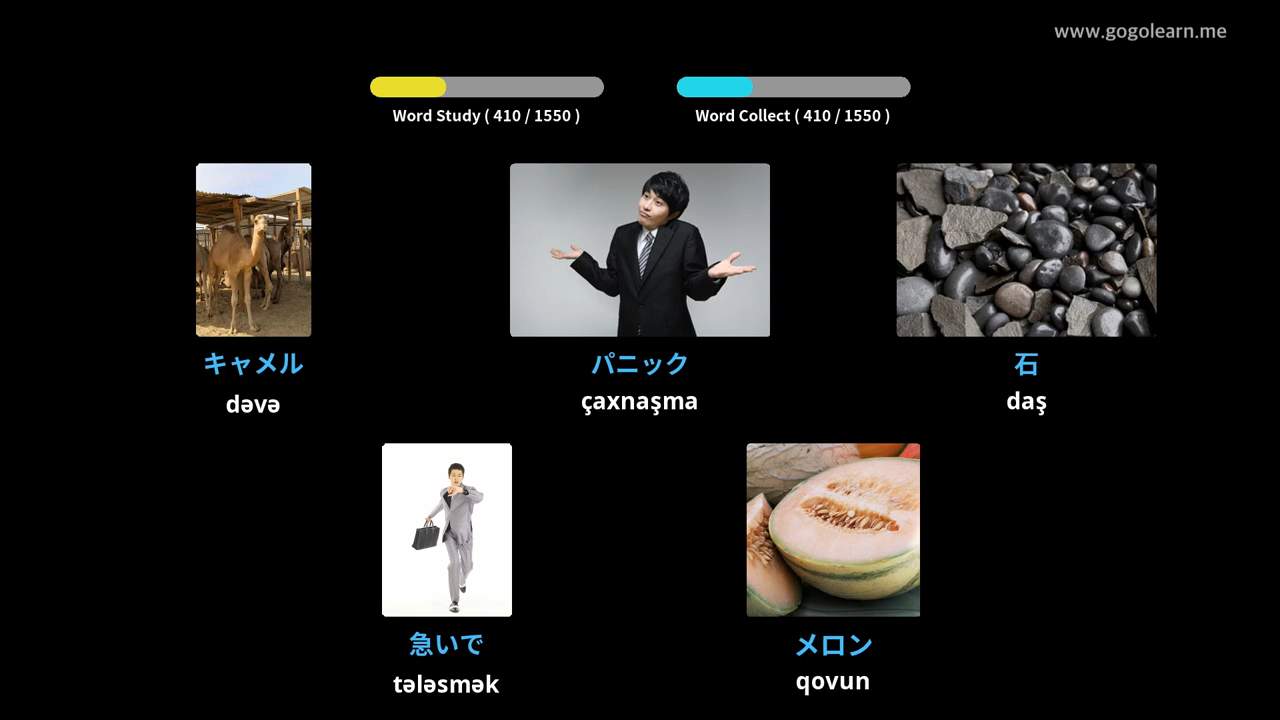 www.gogolearn.me
Word Study ( 410 / 1550 )
Word Collect ( 410 / 1550 )
キャメル
dəvə
パニック
çaxnaşma
石
daş
急いで
tələsmək
メロン
qovun